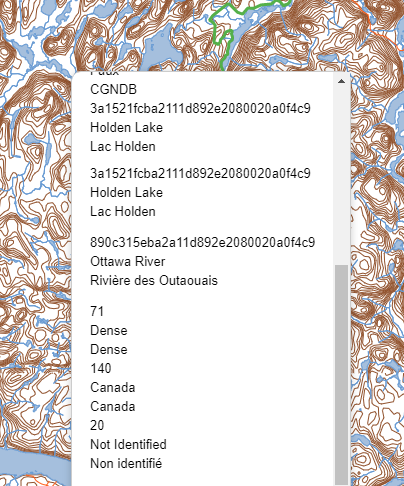 Faux
CGNDB
3a1521fcba2111d892e2080020a0f4c9
Holden Lake
Lac Holden
3a1521fcba2111d892e2080020a0f4c9
Holden Lake
Lac Holden
890c315eba2a11d892e2080020a0f4c9
Ottawa River
Rivière des Outaouais
71
Dense
Dense
140
Canada
Canada
20
Not Identified
Non identifié